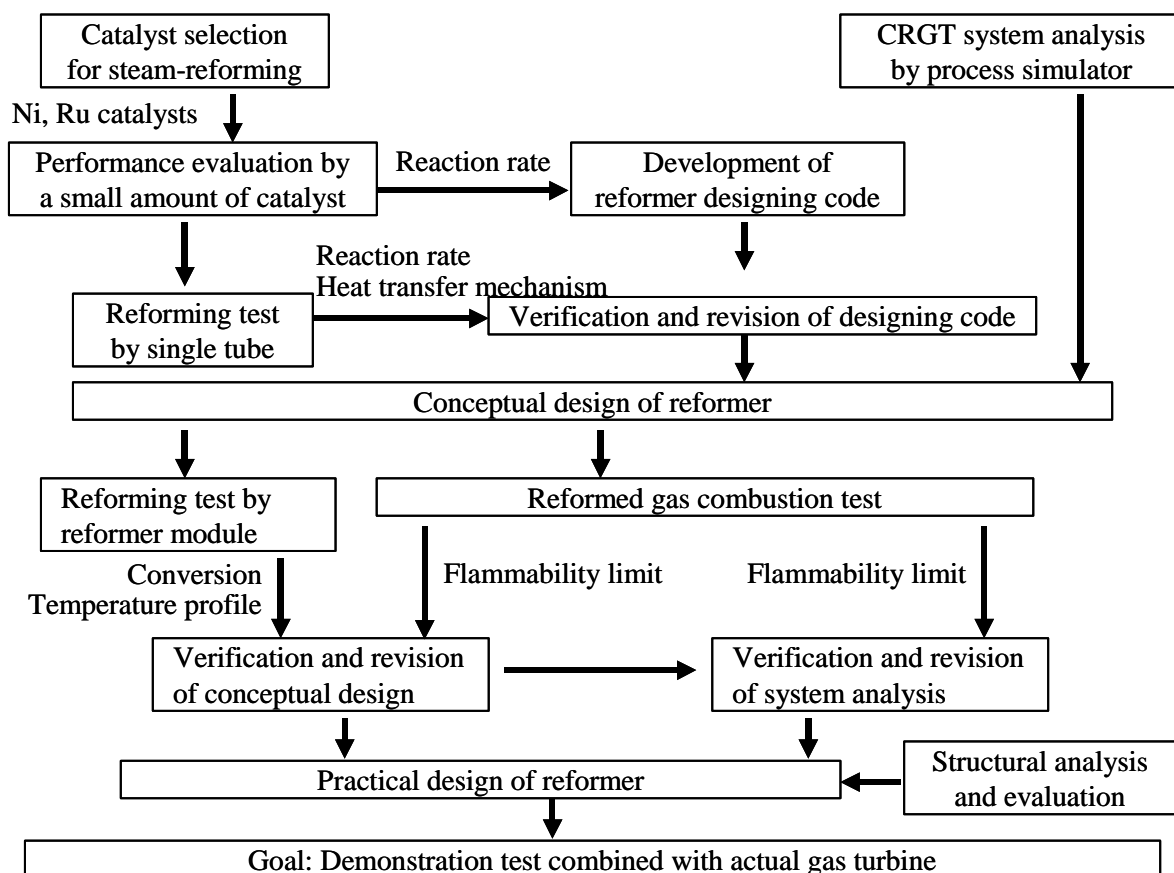 Catalyst selection
for steam-reforming
CRGT system analysis
by process simulator
Ni, Ru catalysts
Performance evaluation by
a small amount of catalyst
Reaction rate
Development of
reformer designing code
Reaction rate
Heat transfer mechanism
Reforming test
by single tube
Verification and revision of designing code
Conceptual design of reformer
Reforming test by
reformer module
Reformed gas combustion test
Conversion
Temperature profile
Flammability limit
Flammability limit
Verification and revision
of conceptual design
Verification and revision
of system analysis
Practical design of reformer
Structural analysis
and evaluation
Goal: Demonstration test combined with actual gas turbine